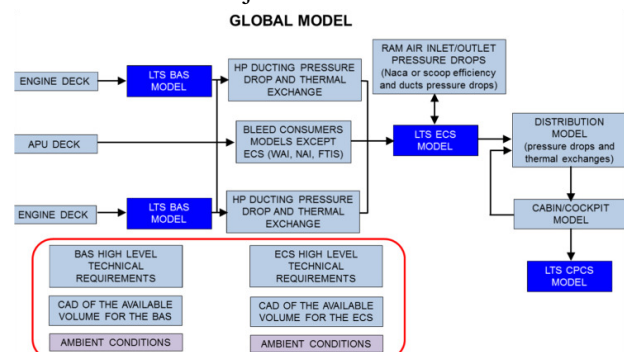 GLOBAL MODEL
ENGINE DECK
LTS BAS
MODEL
HP DUCTING PRESSURE
DROP AND THERMAL
EXCHANGE
RAM AIR INLET/OUTLET
PRESSURE DROPS
(Naca or scoop efficiency
and ducts pressure drops)
APU DECK
BLEED CONSUMERS
MODELS EXCEPT
ECS (WAI, NAI, FTIS)
LTS ECS
MODEL
DISTRIBUTION
MODEL
(pressure drops and
thermal exchanges)
ENGINE DECK
LTS BAS
MODEL
HP DUCTING PRESSURE
DROP AND THERMAL
EXCHANGE
CABIN/COCKPIT
MODEL
LTS CPCS
MODEL
BAS HIGH LEVEL
TECHNICAL
REQUIREMENTS
ECS HIGH LEVEL
TECHNICAL
REQUIREMENTS
CAD OF THE AVAILABLE
VOLUME FOR THE BAS
CAD OF THE AVAILABLE
VOLUME FOR THE ECS
AMBIENT CONDITIONS
AMBIENT CONDITIONS